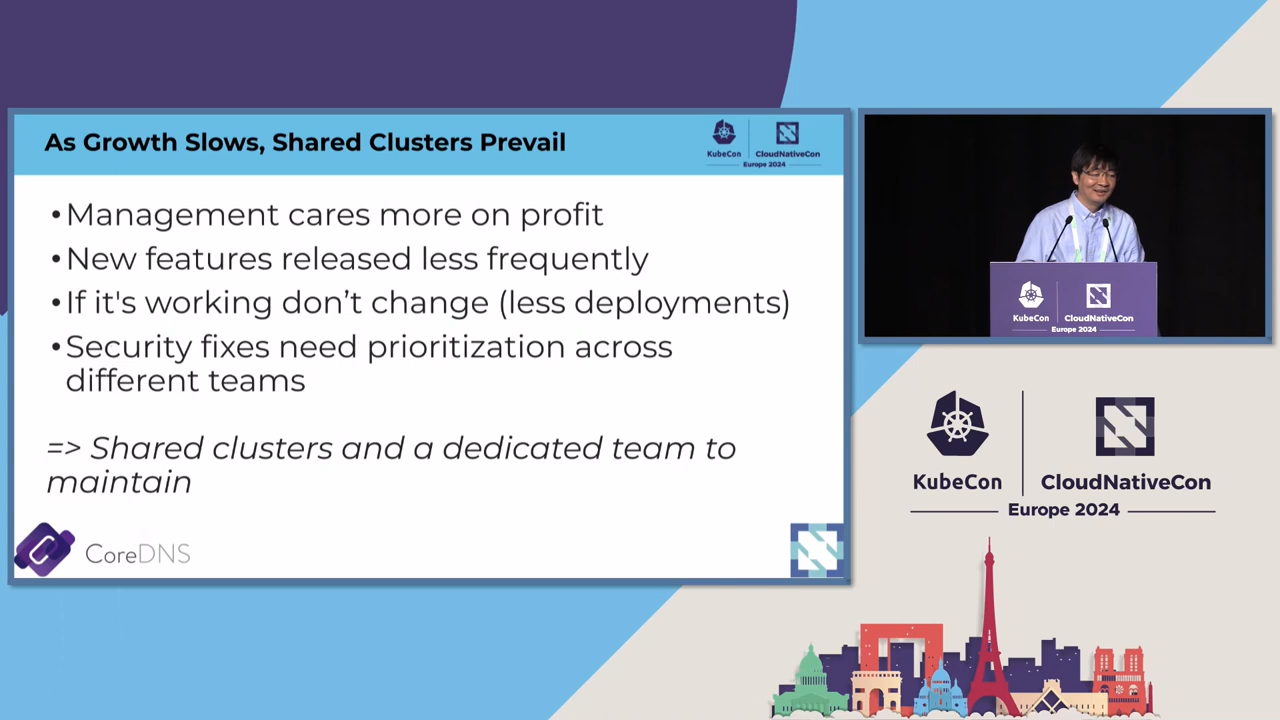 As Growth Slows, Shared Clusters Prevail
KubeCon
CloudNativeCon
Europe 2024
•Management cares more on profit
•New features released less frequently
•If it's working don’t change (less deployments)
•Security fixes need prioritization across
different teams
=> Shared clusters and a dedicated team to
maintain
CoreDNS
KubeCon
CloudNativeCon
Europe 2024
KubeCon
CloudNativeCon
Europe 2024